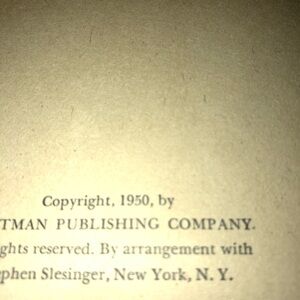 Copyright, 1950, by
TMAN PUBLISHING COMPANY.
ghts reserved. By arrangement with
phen Slesinger, New York, N. Y.